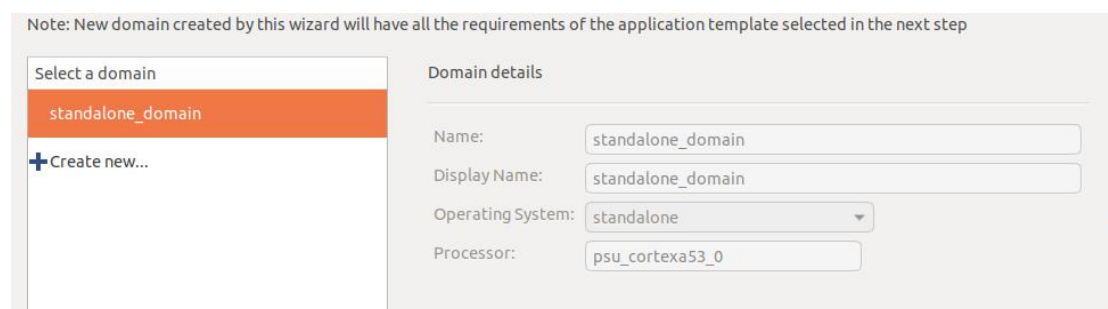 Note: New domain created by this wizard will have all the requirements of the application template selected in the next step
Select a domain
standalone_domain
Create new...
Domain details
Name: standalone_domain
Display Name: standalone_domain
Operating System: standalone
Processor: psu_cortexa53_0